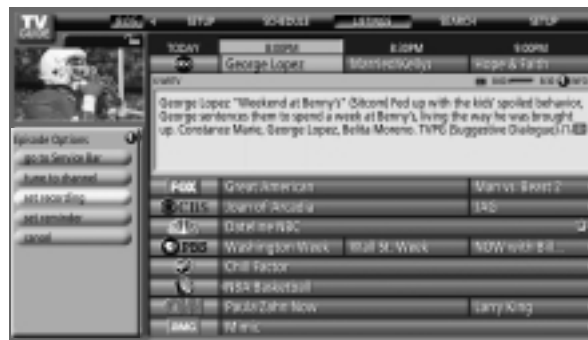 TV GUIDE
SETUP SCHEDULE LISTINGS SEARCH SETUP
TODAY 8:00PM 8:30PM 9:00PM
abc George Lopez Married/Kellys Hope & Faith
George Lopez "Weekend at Benny's" (Sitcom) Fed up with the kids' spoiled behavior,
George sentences them to spend a week at Benny's, living the way he was brought
up. Constance Marie, George Lopez, Belita Moreno. TVPG (Suggestive Dialogue)
Episode Options
go to Service Bar
tune to channel
set recording
set reminder
cancel
FOX Great American Man vs. Beast 2
CBS Joan of Arcadia JAG
Dateline NBC
PBS Washington Week Wall St. Week NOW with Bill...
Chill Factor
NBA Basketball
Paula Zahn Now Larry King
AMC Mimic